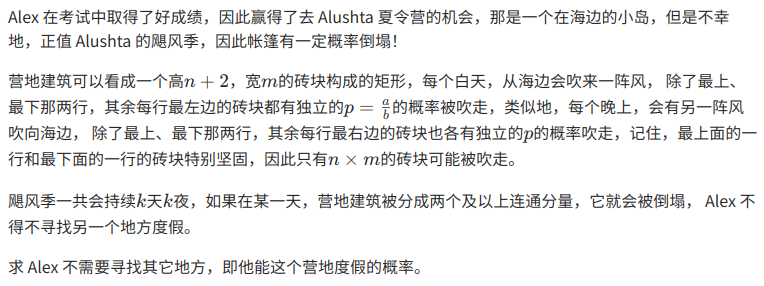 Alex 在考试中取得了好成绩，因此赢得了去 Alushta 夏令营的机会，那是一个在海边的小岛，但是不幸
地，正值 Alushta 的飓风季，因此帐篷有一定概率倒塌！
营地建筑可以看成一个高n + 2，宽m的砖块构成的矩形，每个白天，从海边会吹来一阵风， 除了最上、
最下那两行，其余每行最左边的砖块都有独立的p = a/b的概率被吹走，类似地，每个晚上，会有另一阵风
吹向海边， 除了最上、最下那两行，其余每行最右边的砖块也各有独立的p的概率吹走，记住，最上面的一
行和最下面的一行的砖块特别坚固，因此只有n × m的砖块可能被吹走。
飓风季一共会持续k天k夜，如果在某一天，营地建筑被分成两个及以上连通分量，它就会被倒塌， Alex 不
得不寻找另一个地方度假。
求 Alex 不需要寻找其它地方，即他能这个营地度假的概率。